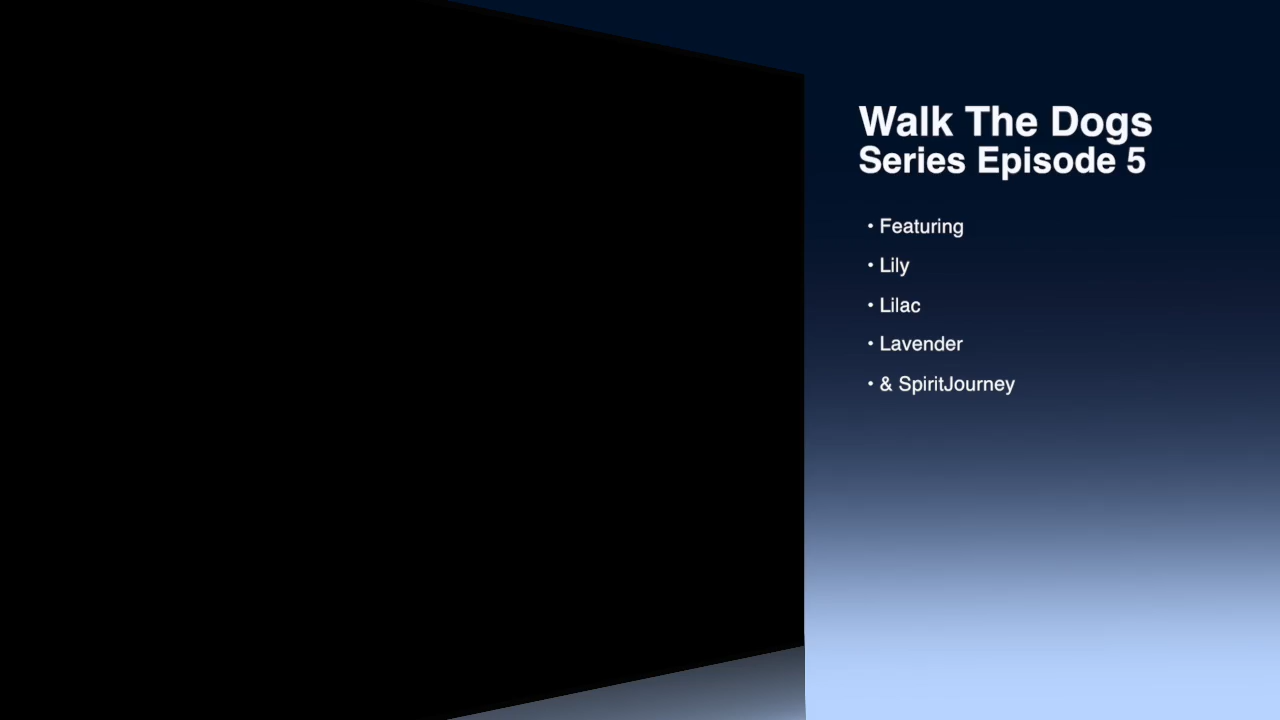 Walk The Dogs
Series Episode 5
• Featuring
• Lily
• Lilac
• Lavender
• & SpiritJourney